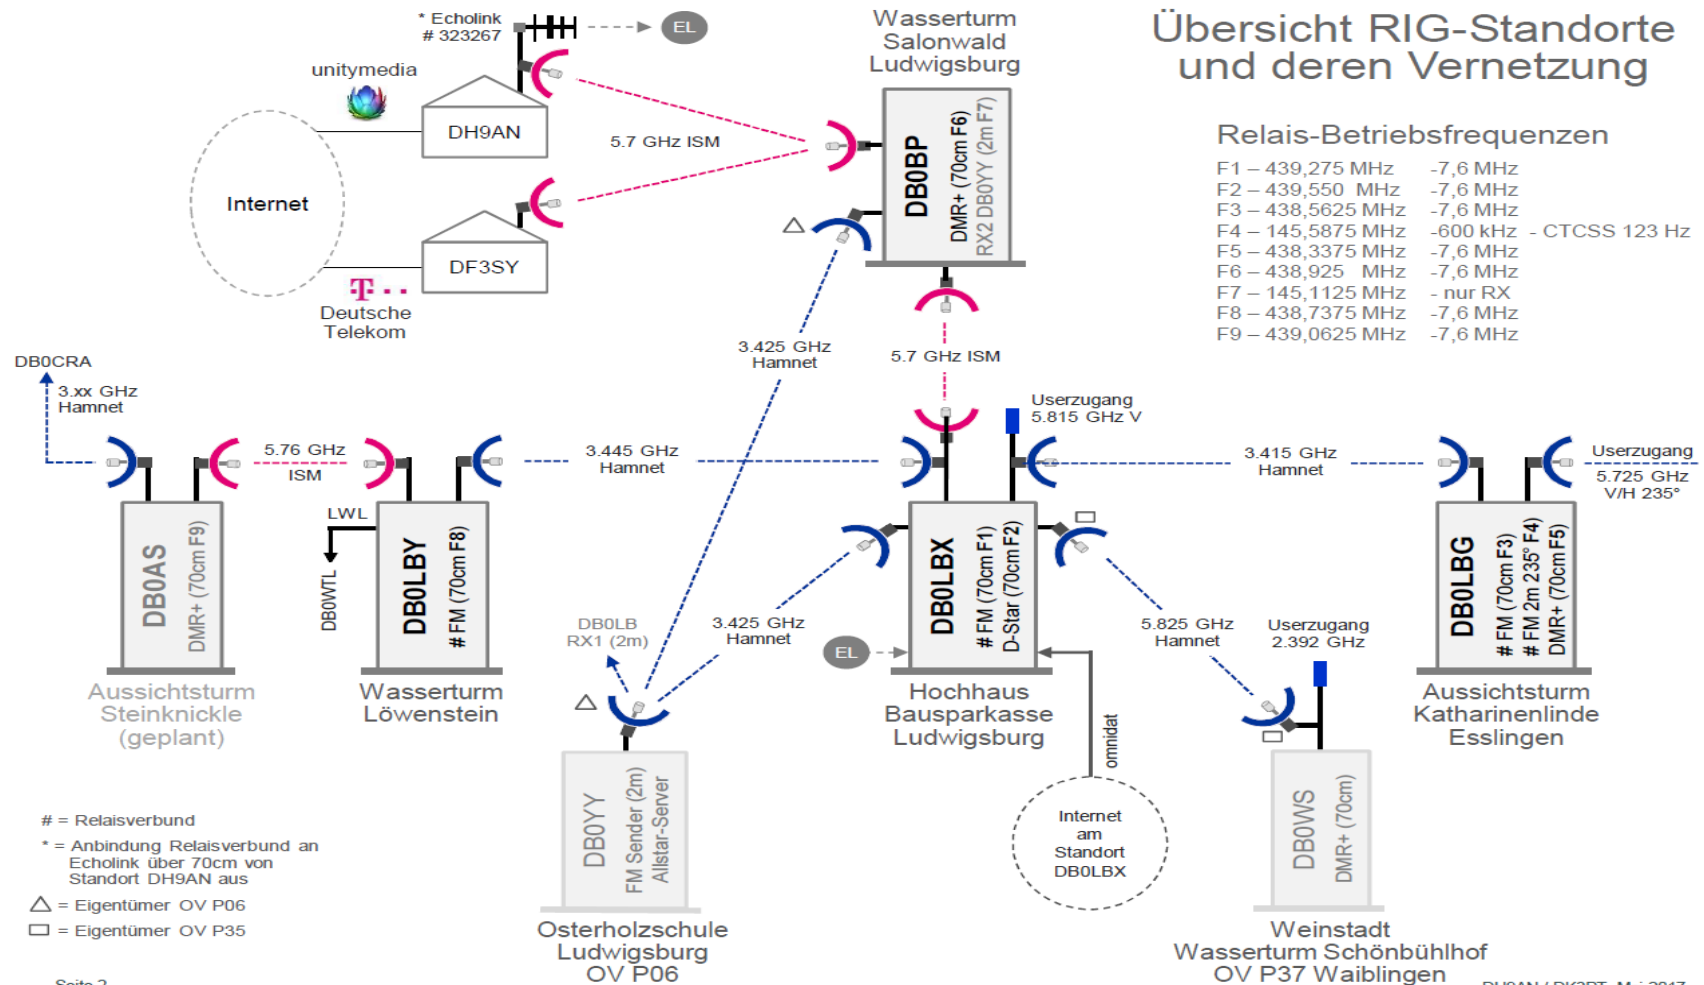 Übersicht RIG-Standorte
und deren Vernetzung
Relais-Betriebsfrequenzen
F1 – 439,275 MHz -7,6 MHz
F2 – 439,550 MHz -7,6 MHz
F3 – 438,5625 MHz -7,6 MHz
F4 – 145,5875 MHz -600 kHz - CTCSS 123 Hz
F5 – 438,3375 MHz -7,6 MHz
F6 – 438,925 MHz -7,6 MHz
F7 – 145,1125 MHz - nur RX
F8 – 438,7375 MHz -7,6 MHz
F9 – 439,0625 MHz -7,6 MHz
* Echolink
# 323267
EL
unitymedia
DH9AN
Internet
DF3SY
T
Deutsche
Telekom
5.7 GHz ISM
Wasserturm
Salonwald
Ludwigsburg
DB0BP
DMR+ (70cm F6)
RX2 DB0YY (2m F7)
3.425 GHz
Hamnet
5.7 GHz ISM
DB0CRA
3.xx GHz
Hamnet
5.76 GHz
ISM
3.445 GHz
Hamnet
Userzugang
5.815 GHz V
3.415 GHz
Hamnet
Userzugang
5.725 GHz
V/H 235°
DB0AS
DMR+ (70cm F9)
Aussichtsturm
Steinknickle
(geplant)
LWL
DB0WTL
DB0LBY
# FM (70cm F8)
Wasserturm
Löwenstein
DB0LB
RX1 (2m)
3.425 GHz
Hamnet
EL
DB0LBX
# FM (70cm F1)
D-Star (70cm F2)
Hochhaus
Bausparkasse
Ludwigsburg
omnidat
Internet
am
Standort
DB0LBX
5.825 GHz
Hamnet
Userzugang
2.392 GHz
DB0LBG
# FM (70cm F3)
# FM 2m 235° F4)
DMR+ (70cm F5)
Aussichtsturm
Katharinenlinde
Esslingen
DB0YY
FM Sender (2m)
Allstar-Server
Osterholzschule
Ludwigsburg
OV P06
DB0WS
DMR+ (70cm)
Weinstadt
Wasserturm Schönbühlhof
OV P37 Waiblingen
# = Relaisverbund
* = Anbindung Relaisverbund an
Echolink über 70cm von
Standort DH9AN aus
= Eigentümer OV P06
= Eigentümer OV P35
Seite 2